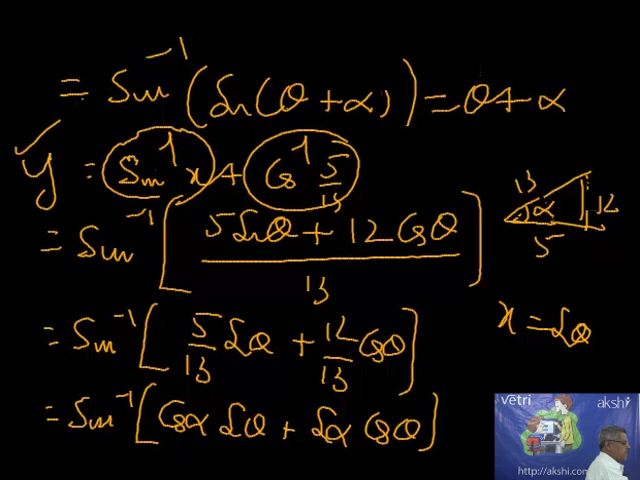 = Sin⁻¹ (Sin(θ + α)) = θ + α
y = Sin⁻¹ x + Cos⁻¹ 5/13
= Sin⁻¹ [ (5 Sinθ + 12 Cosθ) / 13 ]
13
α
12
5
= Sin⁻¹ [ 5/13 Sinθ + 12/13 Cosθ ]
x = Sinθ
= Sin⁻¹ [ Cosα Sinθ + Sinα Cosθ ]
vetri
akshi
http://akshi.com